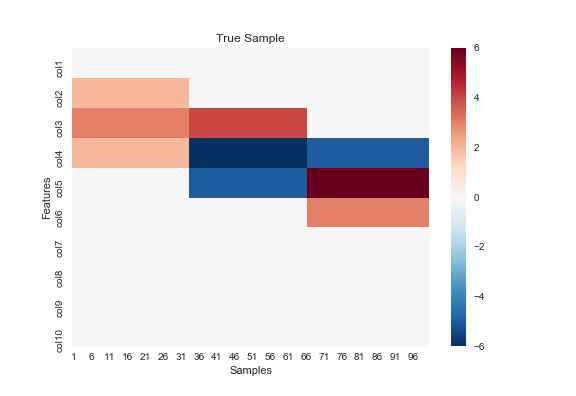 True Sample
Features
col1
col2
col3
col4
col5
col6
col7
col8
col9
col10
1 6 11 16 21 26 31 36 41 46 51 56 61 66 71 76 81 86 91 96
Samples
6
4
2
0
−2
−4
−6